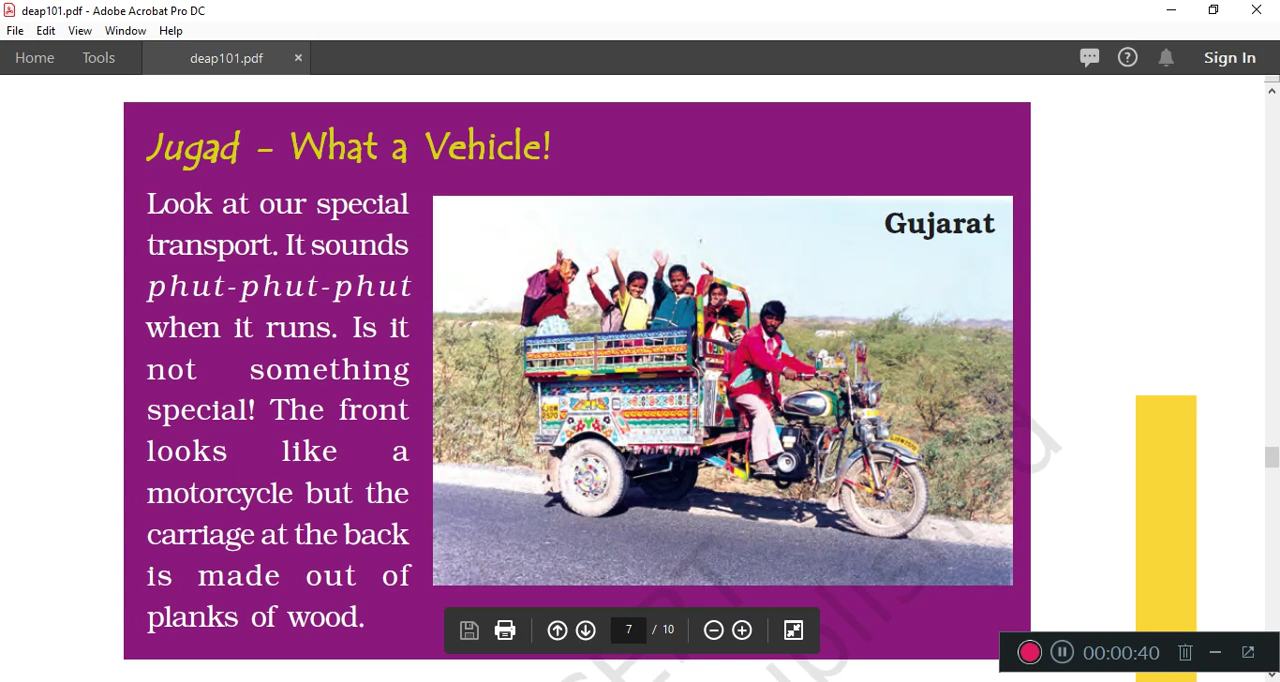 deap101.pdf - Adobe Acrobat Pro DC
File Edit View Window Help
Home Tools deap101.pdf × Sign In
Jugad – What a Vehicle!
Look at our special
transport. It sounds
phut-phut-phut
when it runs. Is it
not something
special! The front
looks like a
motorcycle but the
carriage at the back
is made out of
planks of wood.
Gujarat
7 / 10
00:00:40